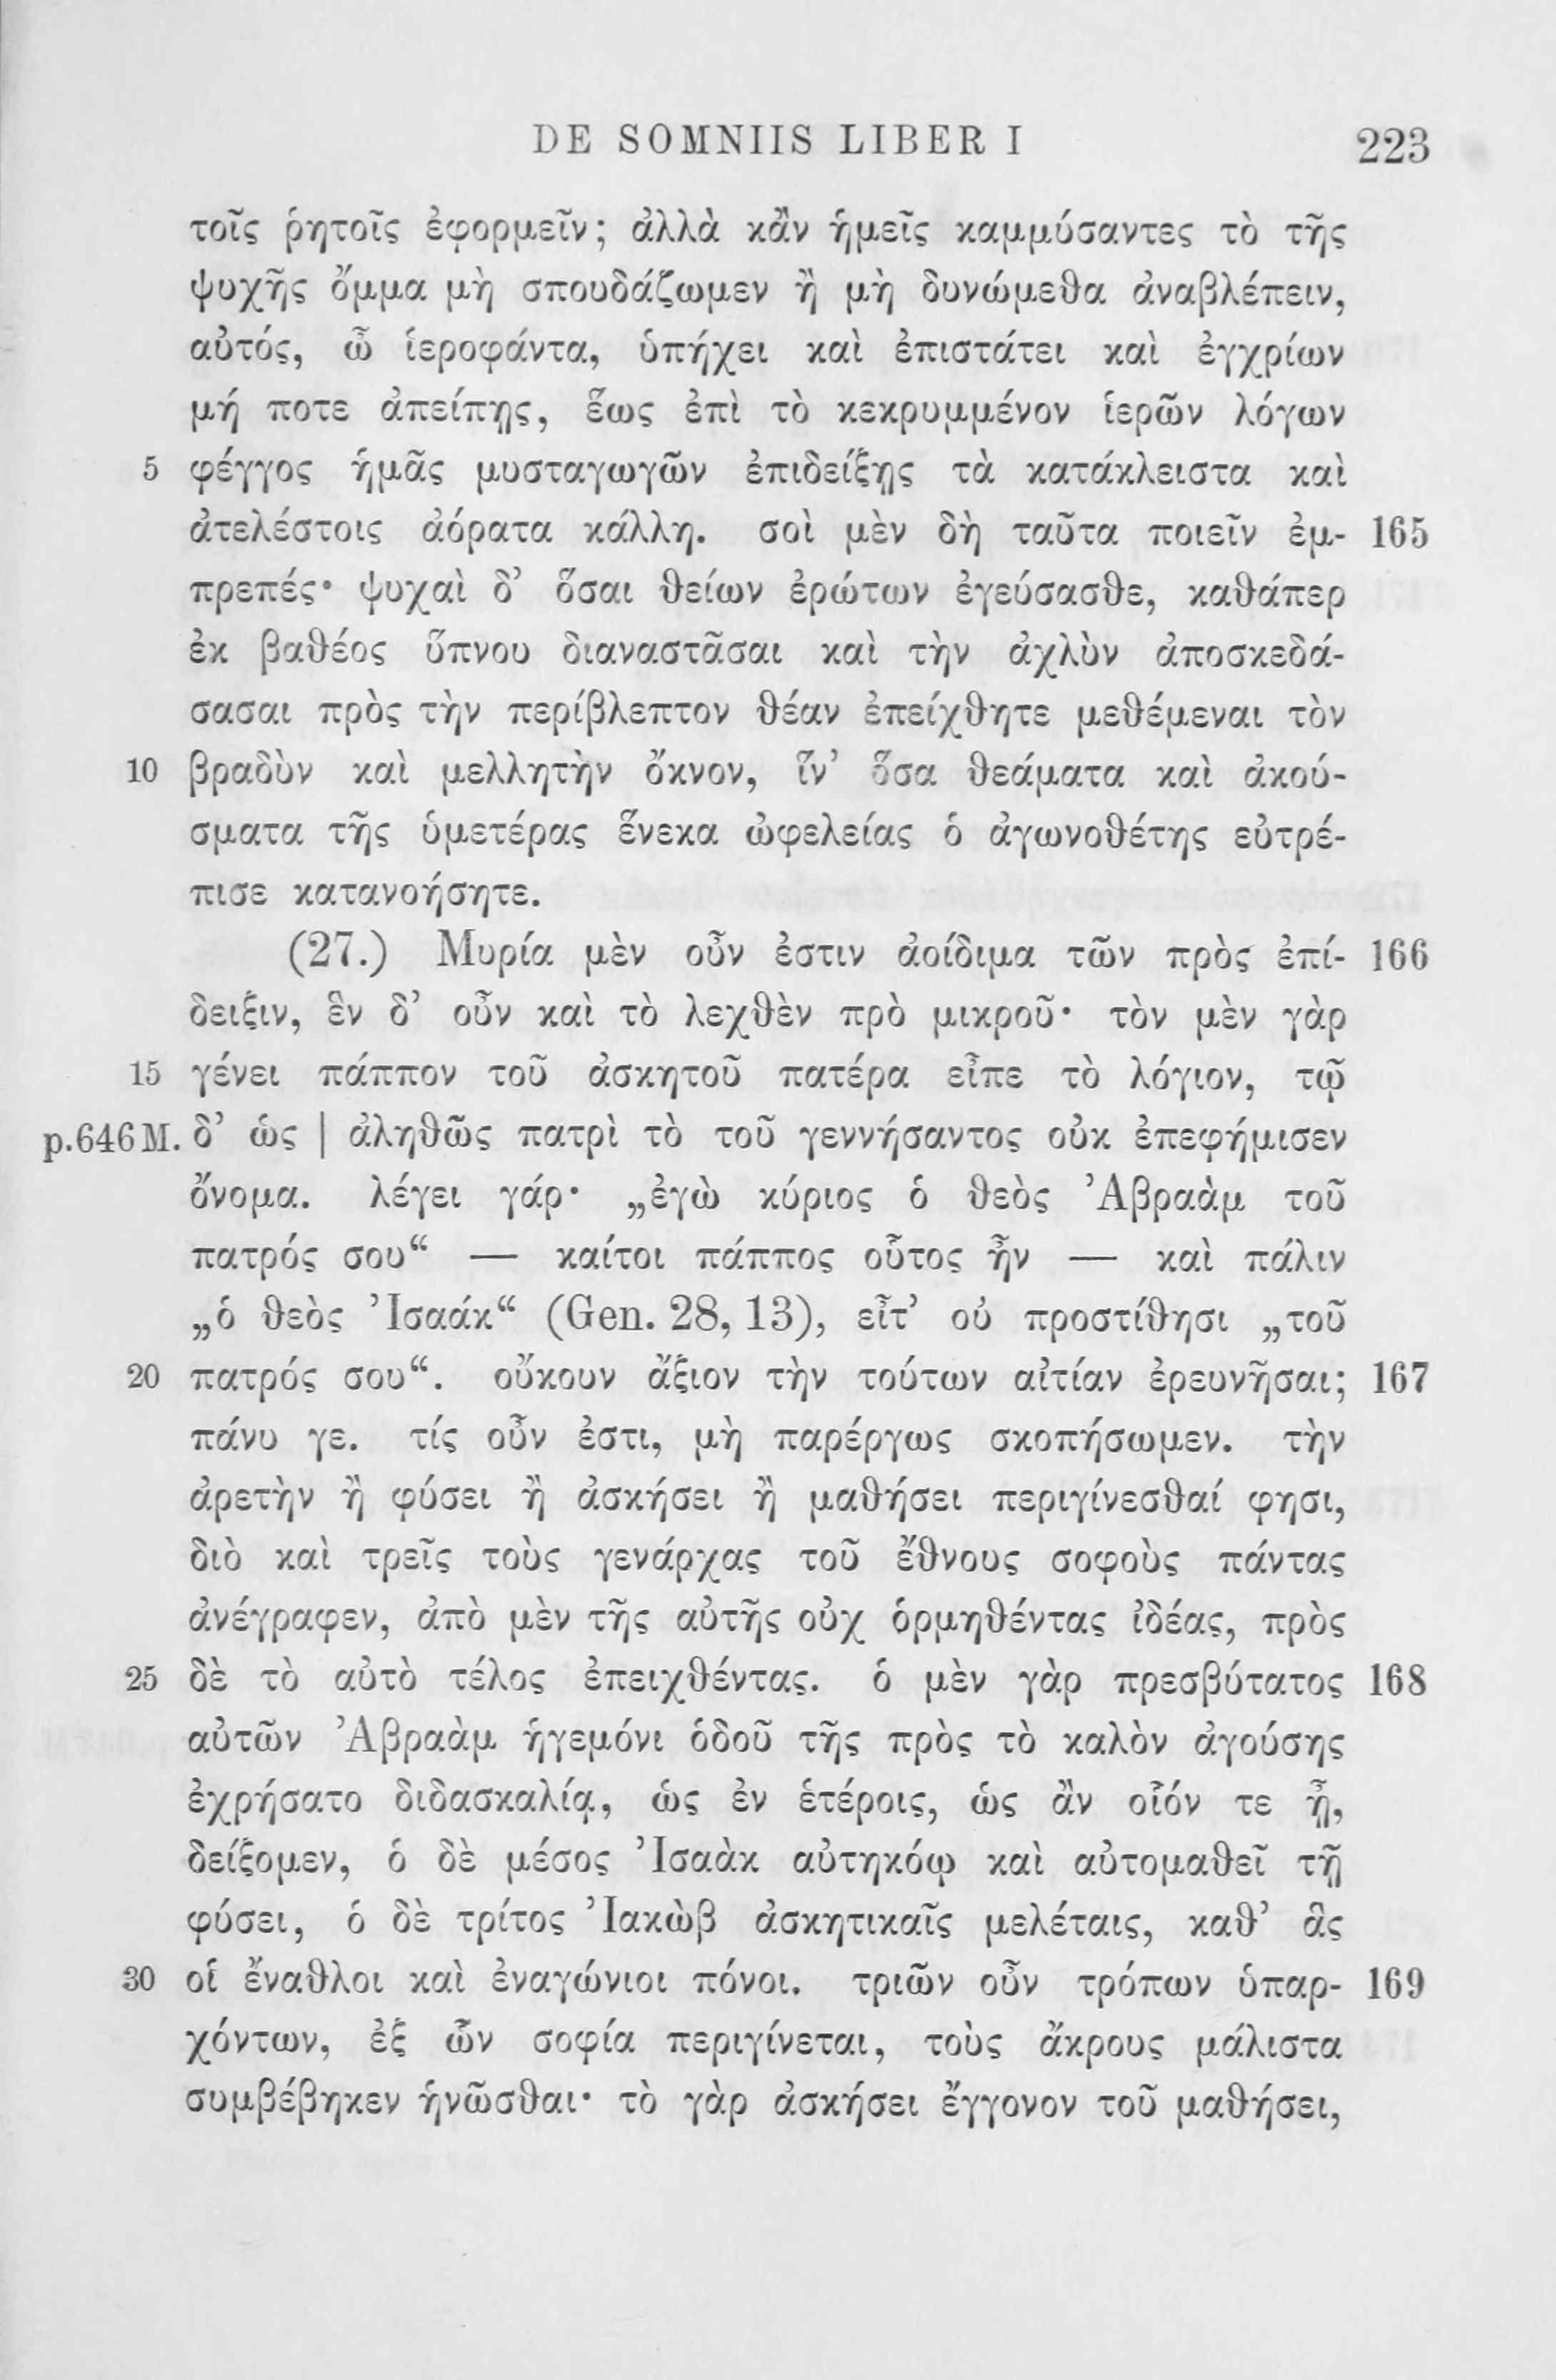 DE SOMNIIS LIBER I 223
τοῖς ῥητοῖς ἐφορμεῖν; ἀλλὰ κἂν ἡμεῖς καμμύσαντες τὸ τῆς
ψυχῆς ὄμμα μὴ σπουδάζωμεν ἢ μὴ δυνώμεθα ἀναβλέπειν,
αὐτός, ὦ ἱεροφάντα, ὑπήχει καὶ ἐπιστάτει καὶ ἐγχρίων
μή ποτε ἀπείπῃς, ἕως ἐπὶ τὸ κεκρυμμένον ἱερῶν λόγων
5 φέγγος ἡμᾶς μυσταγωγῶν ἐπιδείξῃς τὰ κατάκλειστα καὶ
ἀτελέστοις ἀόρατα κάλλη. σοὶ μὲν δὴ ταῦτα ποιεῖν ἐμ- 165
πρεπές· ψυχαὶ δ’ ὅσαι θείων ἐρώτων ἐγεύσασθε, καθάπερ
ἐκ βαθέος ὕπνου διαναστᾶσαι καὶ τὴν ἀχλὺν ἀποσκεδά-
σασαι πρὸς τὴν περίβλεπτον θέαν ἐπείχθητε μεθέμεναι τὸν
10 βραδὺν καὶ μελλητὴν ὄκνον, ἵν’ ὅσα θεάματα καὶ ἀκού-
σματα τῆς ὑμετέρας ἕνεκα ὠφελείας ὁ ἀγωνοθέτης εὐτρέ-
πισε κατανοήσητε.
(27.) Μυρία μὲν οὖν ἐστιν ἀοίδιμα τῶν πρὸς ἐπί- 166
δειξιν, ἓν δ’ οὖν καὶ τὸ λεχθὲν πρὸ μικροῦ· τὸν μὲν γὰρ
15 γένει πάππον τοῦ ἀσκητοῦ πατέρα εἶπε τὸ λόγιον, τῷ
p.646 M. δ’ ὡς | ἀληθῶς πατρὶ τὸ τοῦ γεννήσαντος οὐκ ἐπεφήμισεν
ὄνομα. λέγει γάρ· „ἐγὼ κύριος ὁ θεὸς Ἀβραὰμ τοῦ
πατρός σου“ — καίτοι πάππος οὗτος ἦν — καὶ πάλιν
„ὁ θεὸς Ἰσαάκ“ (Gen. 28, 13), εἶτ’ οὐ προστίθησι „τοῦ
20 πατρός σου“. οὔκουν ἄξιον τὴν τούτων αἰτίαν ἐρευνῆσαι; 167
πάνυ γε. τίς οὖν ἐστι, μὴ παρέργως σκοπήσωμεν. τὴν
ἀρετὴν ἢ φύσει ἢ ἀσκήσει ἢ μαθήσει περιγίνεσθαί φησι,
διὸ καὶ τρεῖς τοὺς γενάρχας τοῦ ἔθνους σοφοὺς πάντας
ἀνέγραφεν, ἀπὸ μὲν τῆς αὐτῆς οὐχ ὁρμηθέντας ἰδέας, πρὸς
25 δὲ τὸ αὐτὸ τέλος ἐπειχθέντας. ὁ μὲν γὰρ πρεσβύτατος 168
αὐτῶν Ἀβραὰμ ἡγεμόνι ὁδοῦ τῆς πρὸς τὸ καλὸν ἀγούσης
ἐχρήσατο διδασκαλίᾳ, ὡς ἐν ἑτέροις, ὡς ἂν οἷόν τε ᾖ,
δείξομεν, ὁ δὲ μέσος Ἰσαὰκ αὐτηκόῳ καὶ αὐτομαθεῖ τῇ
φύσει, ὁ δὲ τρίτος Ἰακὼβ ἀσκητικαῖς μελέταις, καθ’ ἃς
30 οἱ ἔναθλοι καὶ ἐναγώνιοι πόνοι. τριῶν οὖν τρόπων ὑπαρ- 169
χόντων, ἐξ ὧν σοφία περιγίνεται, τοὺς ἄκρους μάλιστα
συμβέβηκεν ἡνῶσθαι· τὸ γὰρ ἀσκήσει ἔγγονον τοῦ μαθήσει,